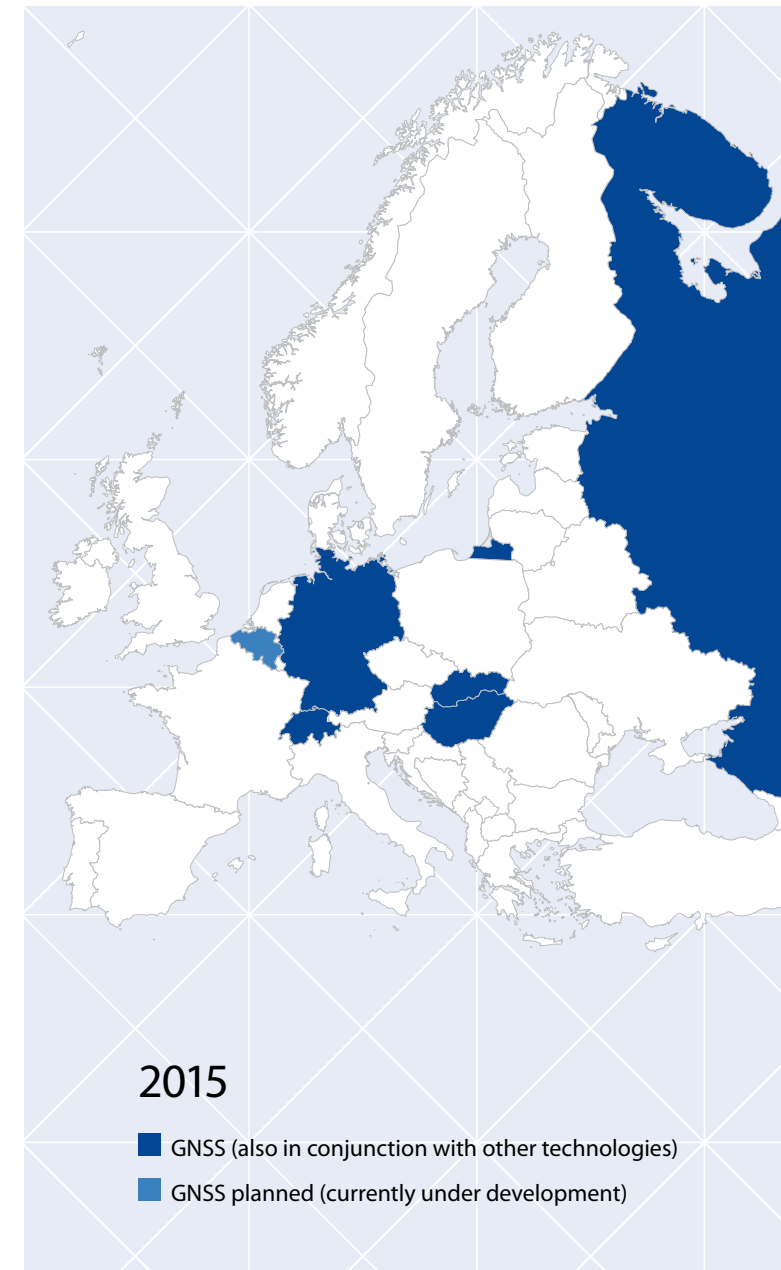 2015
GNSS (also in conjunction with other technologies)
GNSS planned (currently under development)